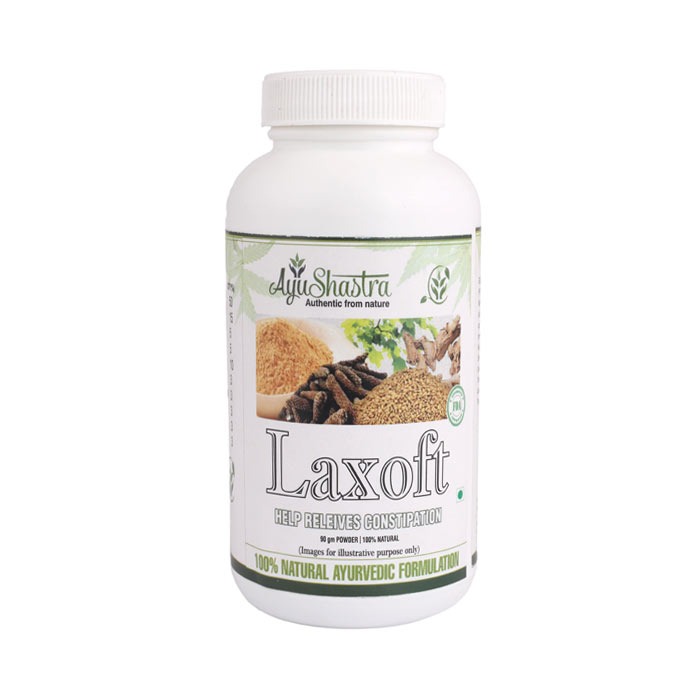 AyuShastra
Authentic from nature
FDA
Laxoft
HELP RELEIVES CONSTIPATION
90 gm POWDER | 100% NATURAL
(Images for illustrative purpose only)
100% NATURAL AYURVEDIC FORMULATION